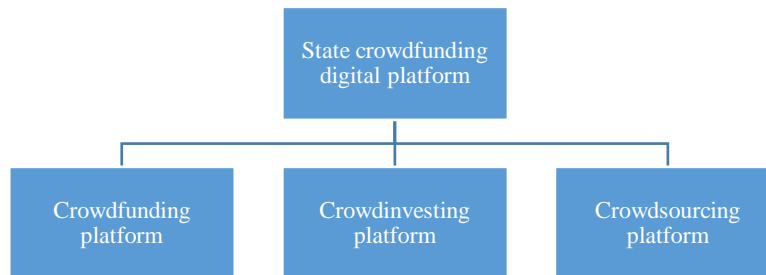 State crowdfunding
digital platform
Crowdfunding
platform
Crowdinvesting
platform
Crowdsourcing
platform